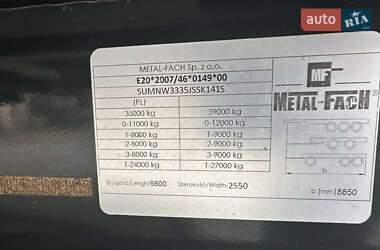 auto RIA
METAL-FACH Sp. z o.o.
E20*2007/46*0149*00
SUMNW3335JSSK1415
(PL)
35000 kg 39000 kg
0-11000 kg 0-12000 kg
1-8000 kg 1-9000 kg
2-8000 kg 2-9000 kg
3-8000 kg 3-9000 kg
1-24000 kg 1-27000 kg
Długość/Lenght 9800 Szerokość/Width- 2550
MF
METAL-FACH
b [mm] 8850